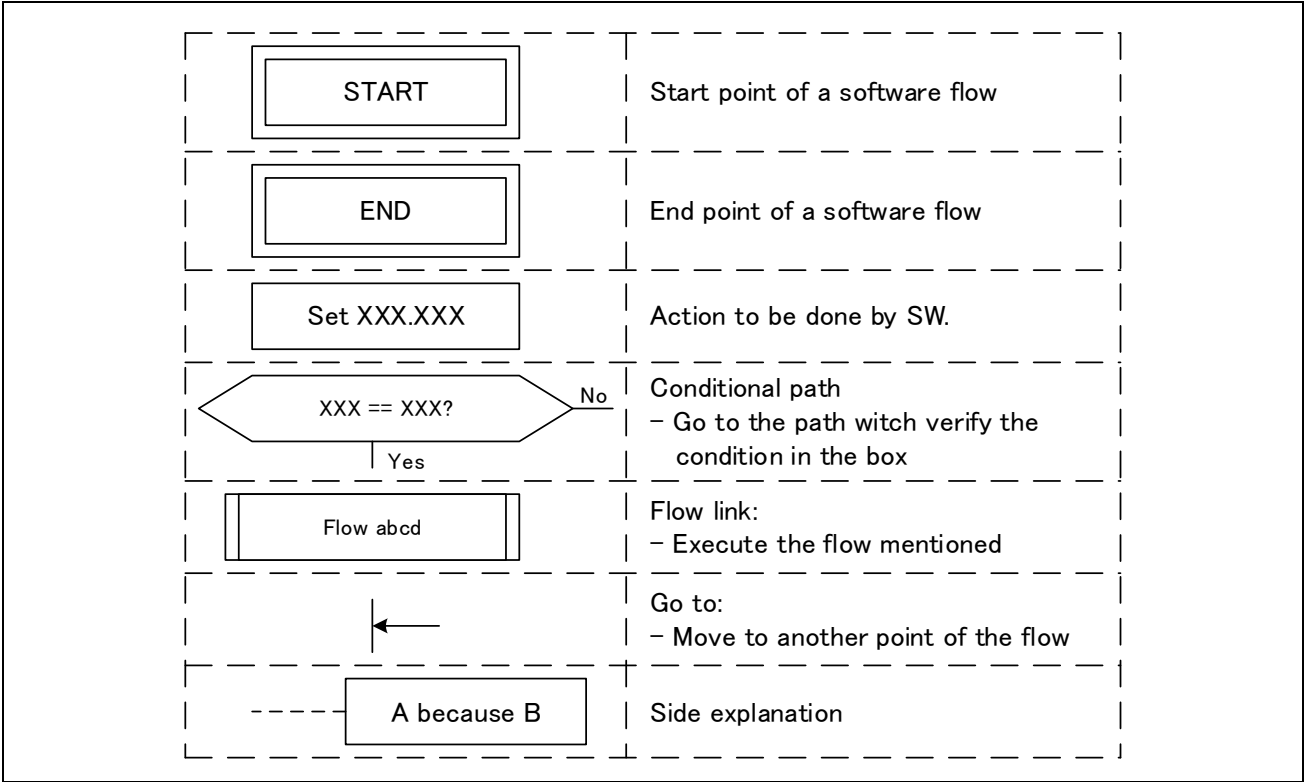 START
Start point of a software flow
END
End point of a software flow
Set XXX.XXX
Action to be done by SW.
XXX == XXX?
No
Yes
Conditional path
- Go to the path witch verify the
condition in the box
Flow abcd
Flow link:
- Execute the flow mentioned
Go to:
- Move to another point of the flow
A because B
Side explanation